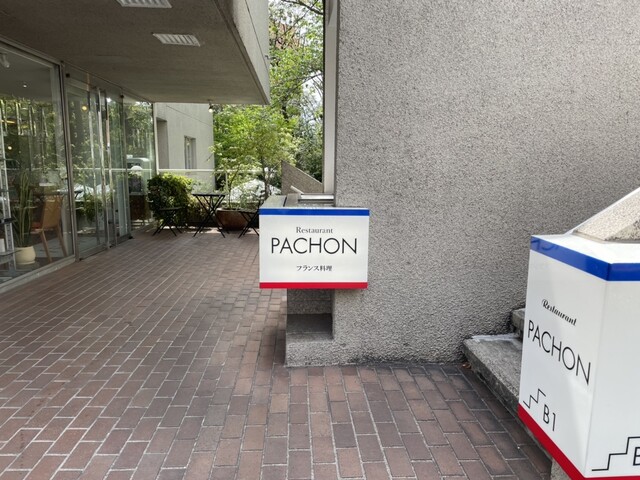 Restaurant
PACHON
フランス料理
Restaurant
PACHON
B1